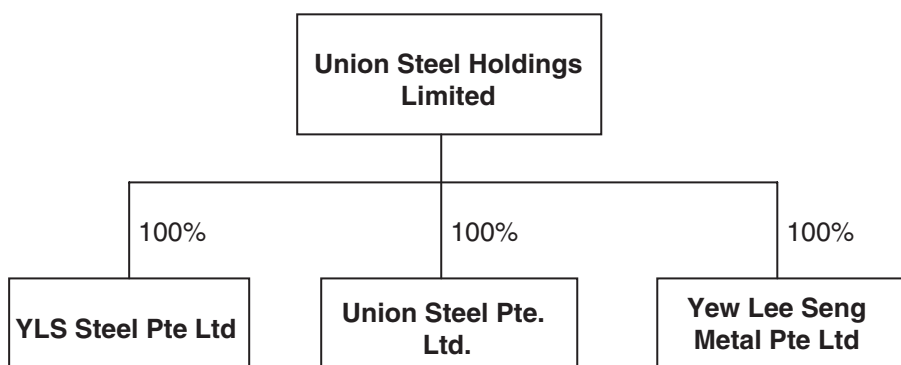 Union Steel Holdings
Limited
100%
100%
100%
YLS Steel Pte Ltd
Union Steel Pte.
Ltd.
Yew Lee Seng
Metal Pte Ltd